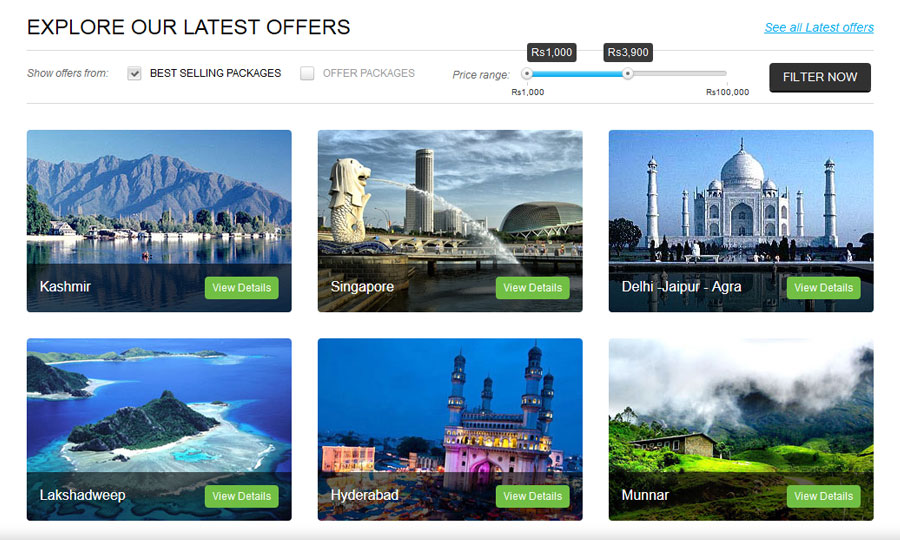 EXPLORE OUR LATEST OFFERS
See all Latest offers
Show offers from:
BEST SELLING PACKAGES
OFFER PACKAGES
Price range:
Rs1,000
Rs3,900
Rs1,000
Rs100,000
FILTER NOW
Kashmir
View Details
Singapore
View Details
Delhi -Jaipur - Agra
View Details
Lakshadweep
View Details
Hyderabad
View Details
Munnar
View Details